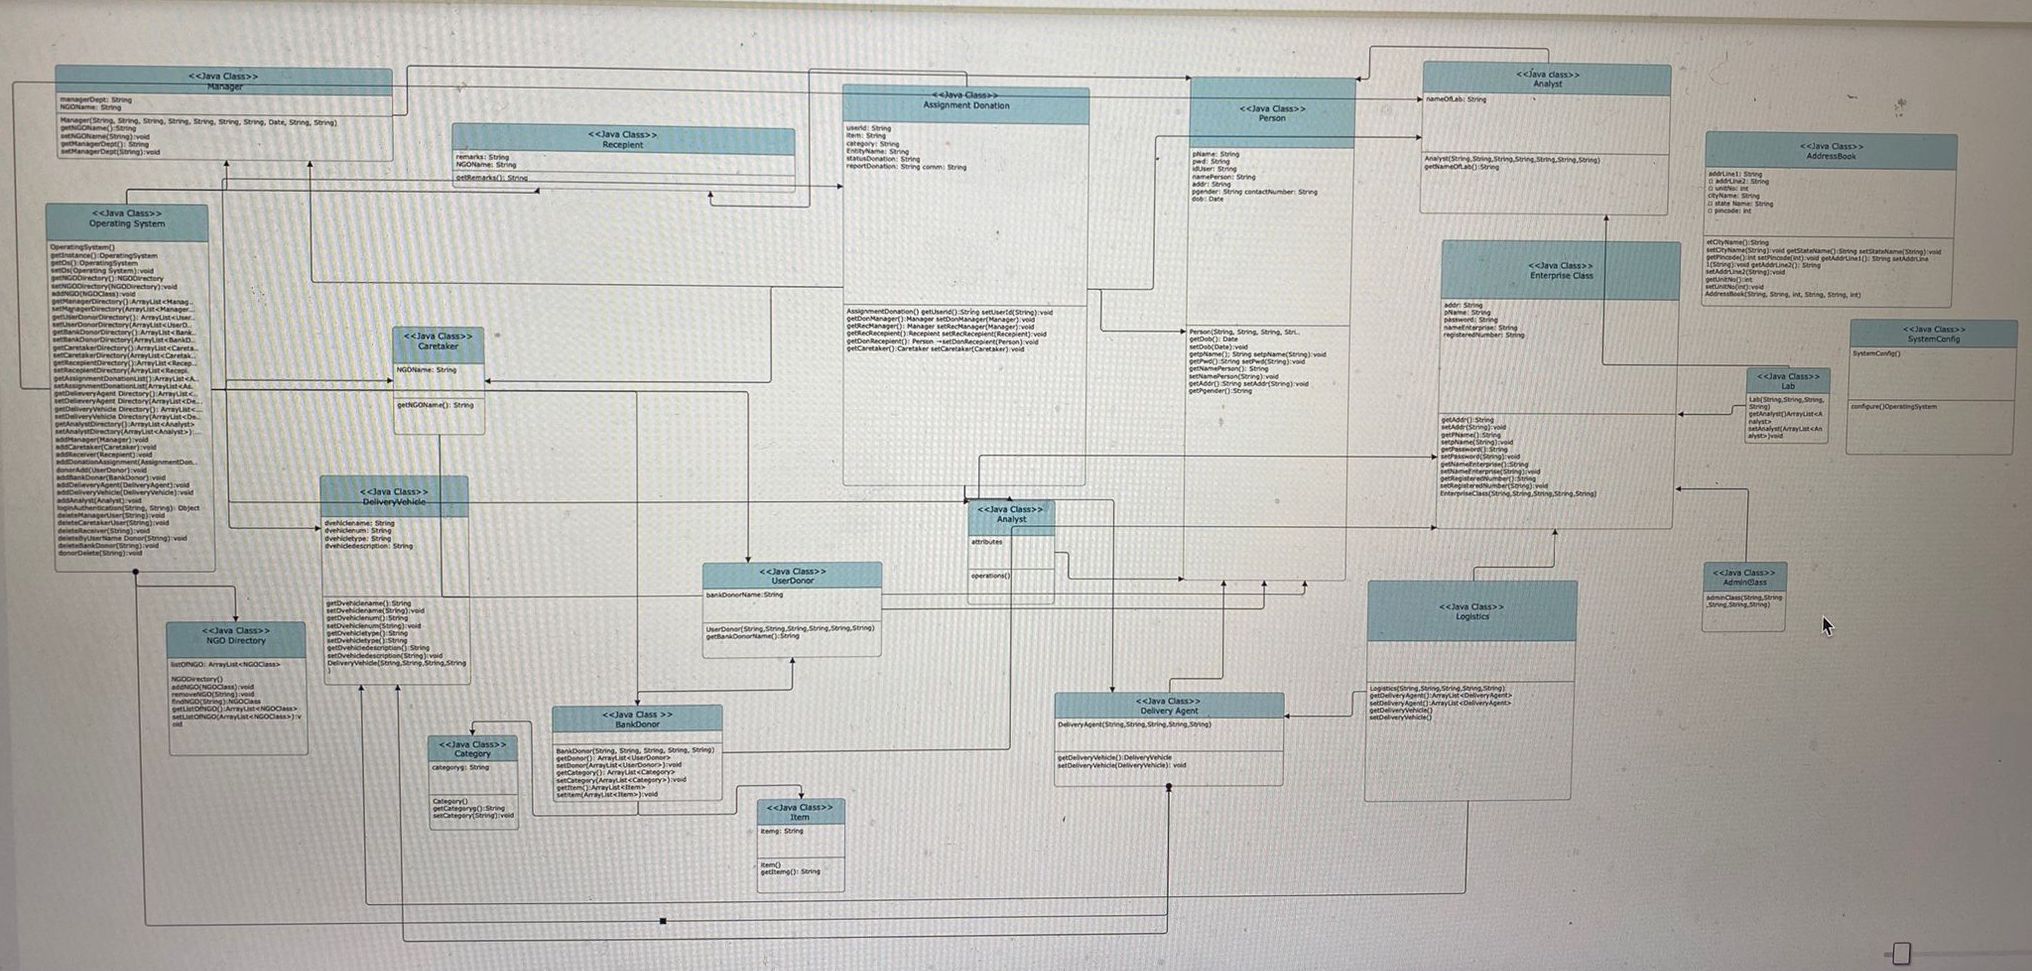 <<Java Class>>
Manager
managerDept: String
NGOName: String
Manager(String, String, String, String, String, String, String, Date, String, String)
getNGOName():String
setNGOName(String):void
getManagerDept(): String
setManagerDept(String):void
<<Java Class>>
Recepient
remarks: String
NGOName: String
getRemarks(): String
<<Java Class>>
Assignment Donation
userid: String
item: String
category: String
EntityName: String
statusDonation: String
reportDonation: String comm: String
AssignmentDonation() getUserid():String setUserid(String):void
getDonManager():Manager setDonManager(Manager):void
getRecManager(): Manager setRecManager(Manager):void
getRecRecepient():Recepient setRecRecepient(Recepient):void
getDonRecepient(): Person →setDonRecepient(Person):void
getCaretaker():Caretaker setCaretaker(Caretaker):void
<<Java Class>>
Person
pName: String
pwd: String
idUser: String
namePerson: String
addr: String
pgender: String contactNumber: String
dob: Date
Person(String, String, String, Stri..
getDob(): Date
setDob(Date):void
getpName(): String setpName(String):void
getPwd():String setPwd(String):void
getNamePerson(): String
setNamePerson(String):void
getAddr():String setAddr(String):void
getPgender():String
<<Java class>>
Analyst
nameOfLab: String
Analyst(String,String,String,String,String,String,String)
getNameOfLab():String
<<Java Class>>
AddressBook
addrLine1: String
addrLine2: String
unitNo: int
cityName: String
state Name: String
pincode: int
etCityName():String
setCityName(String):void getStateName():String setStateName(String):void
getPincode():int setPincode(int):void getAddrLine1(): String setAddrLine
1(String):void getAddrLine2(): String
setAddrLine2(String):void
getUnitNo():int
setUnitNo(int):void
AddressBook(String, String, int, String, String, int)
<<Java Class>>
Operating System
OperatingSystem()
getInstance():OperatingSystem
getOs():OperatingSystem
setOs(Operating System):void
getNGODirectory():NGODirectory
setNGODirectory(NGODirectory):void
addNGO(NGOClass):void
getManagerDirectory():ArrayList<Manag..
setManagerDirectory(ArrayList<Manager...
getUserDonorDirectory(): ArrayList<User..
setUserDonorDirectory(ArrayList<UserD...
getBankDonorDirectory():ArrayList<Bank..
setBankDonorDirectory(ArrayList<BankD..
getCaretakerDirectory():ArrayList<Careta..
setCaretakerDirectory(ArrayList<Caretak..
getRecepientDirectory():ArrayList<Recep..
setRecepientDirectory(ArrayList<Recepi..
getAssignmentDonationList():ArrayList<A..
setAssignmentDonationList(ArrayList<As..
getDelieveryAgent Directory():ArrayList<..
setDelieveryAgent Directory(ArrayList<De..
getDeliveryVehicle Directory(): ArrayList<..
setDeliveryVehicle Directory(ArrayList<De..
getAnalystDirectory():ArrayList<Analyst>
setAnalystDirectory(ArrayList<Analyst>):...
addManager(Manager):void
addCaretaker(Caretaker):void
addReceiver(Recepient):void
addDonationAssignment(AssignmentDon..
donorAdd(UserDonor):void
addBankDonar(BankDonor):void
addDelieveryAgent(DeliveryAgent):void
addDeliveryVehicle(DeliveryVehicle):void
addAnalyst(Analyst):void
loginAuthentication(String, String): Object
deleteManagerUser(String):void
deleteCaretakerUser(String):void
deleteReceiver(String):void
deleteByUserName Donor(String):void
deleteBankDonor(String):void
donorDelete(String):void
<<Java Class>>
Enterprise Class
addr: String
pName: String
password: String
nameEnterprise: String
registeredNumber: String
getAddr():String
setAddr(String):void
getPName():String
setpName(String):void
getPassword():String
setPassword(String):void
getNameEnterprise():String
setNameEnterprise(String):void
getRegisteredNumber():String
setRegisteredNumber(String):void
EnterpriseClass(String,String,String,String,String)
<<Java Class>>
SystemConfig
SystemConfig()
configure()OperatingSystem
<<Java Class>>
Caretaker
NGOName: String
getNGOName(): String
<<Java Class>>
Lab
Lab(String,String,String,
String)
getAnalyst()ArrayList<A
nalyst>
setAnalyst(ArrayList<An
alyst>)void
<<Java Class>>
DeliveryVehicle
dvehiclename: String
dvehiclenum: String
dvehicletype: String
dvehicledescription: String
getDvehiclename():String
setDvehiclename(String):void
getDvehiclenum():String
setDvehiclenum(String):void
getDvehicletype():String
setDvehicletype():String
getDvehicledescription():String
setDvehicledescription(String):void
DeliveryVehicle(String,String,String,String
)
<<Java Class>>
Analyst
attributes
operations()
<<Java Class>>
UserDonor
bankDonorName:String
UserDonor(String,String,String,String,String,String)
getBankDonorName():String
<<Java Class>>
AdminClass
adminClass(String,String
,String,String,String)
<<Java Class>>
Logistics
Logistics(String,String,String,String,String)
getDeliveryAgent():ArrayList<DeliveryAgent>
setDeliveryAgent():ArrayList<DeliveryAgent>
getDeliveryVehicle()
setDeliveryVehicle()
<<Java Class>>
NGO Directory
listOfNGO: ArrayList<NGOClass>
NGODirectory()
addNGO(NGOClass):void
removeNGO(String):void
findNGO(String):NGOClass
getListOfNGO():ArrayList<NGOClass>
setListOfNGO(ArrayList<NGOClass>):v
oid
<<Java Class >>
BankDonor
BankDonor(String, String, String, String, String)
getDonor(): ArrayList<UserDonor>
setDonor(ArrayList<UserDonor>):void
getCategory(): ArrayList<Category>
setCategory(ArrayList<Category>):void
getItem():ArrayList<Item>
setItem(ArrayList<Item>):void
<<Java Class>>
Delivery Agent
DeliveryAgent(String,String,String,String,String)
getDeliveryVehicle():DeliveryVehicle
setDeliveryVehicle(DeliveryVehicle): void
<<Java Class>>
Category
categoryg: String
Category()
getCategoryg():String
setCategory(String):void
<<Java Class>>
Item
itemg: String
Item()
getItemg(): String